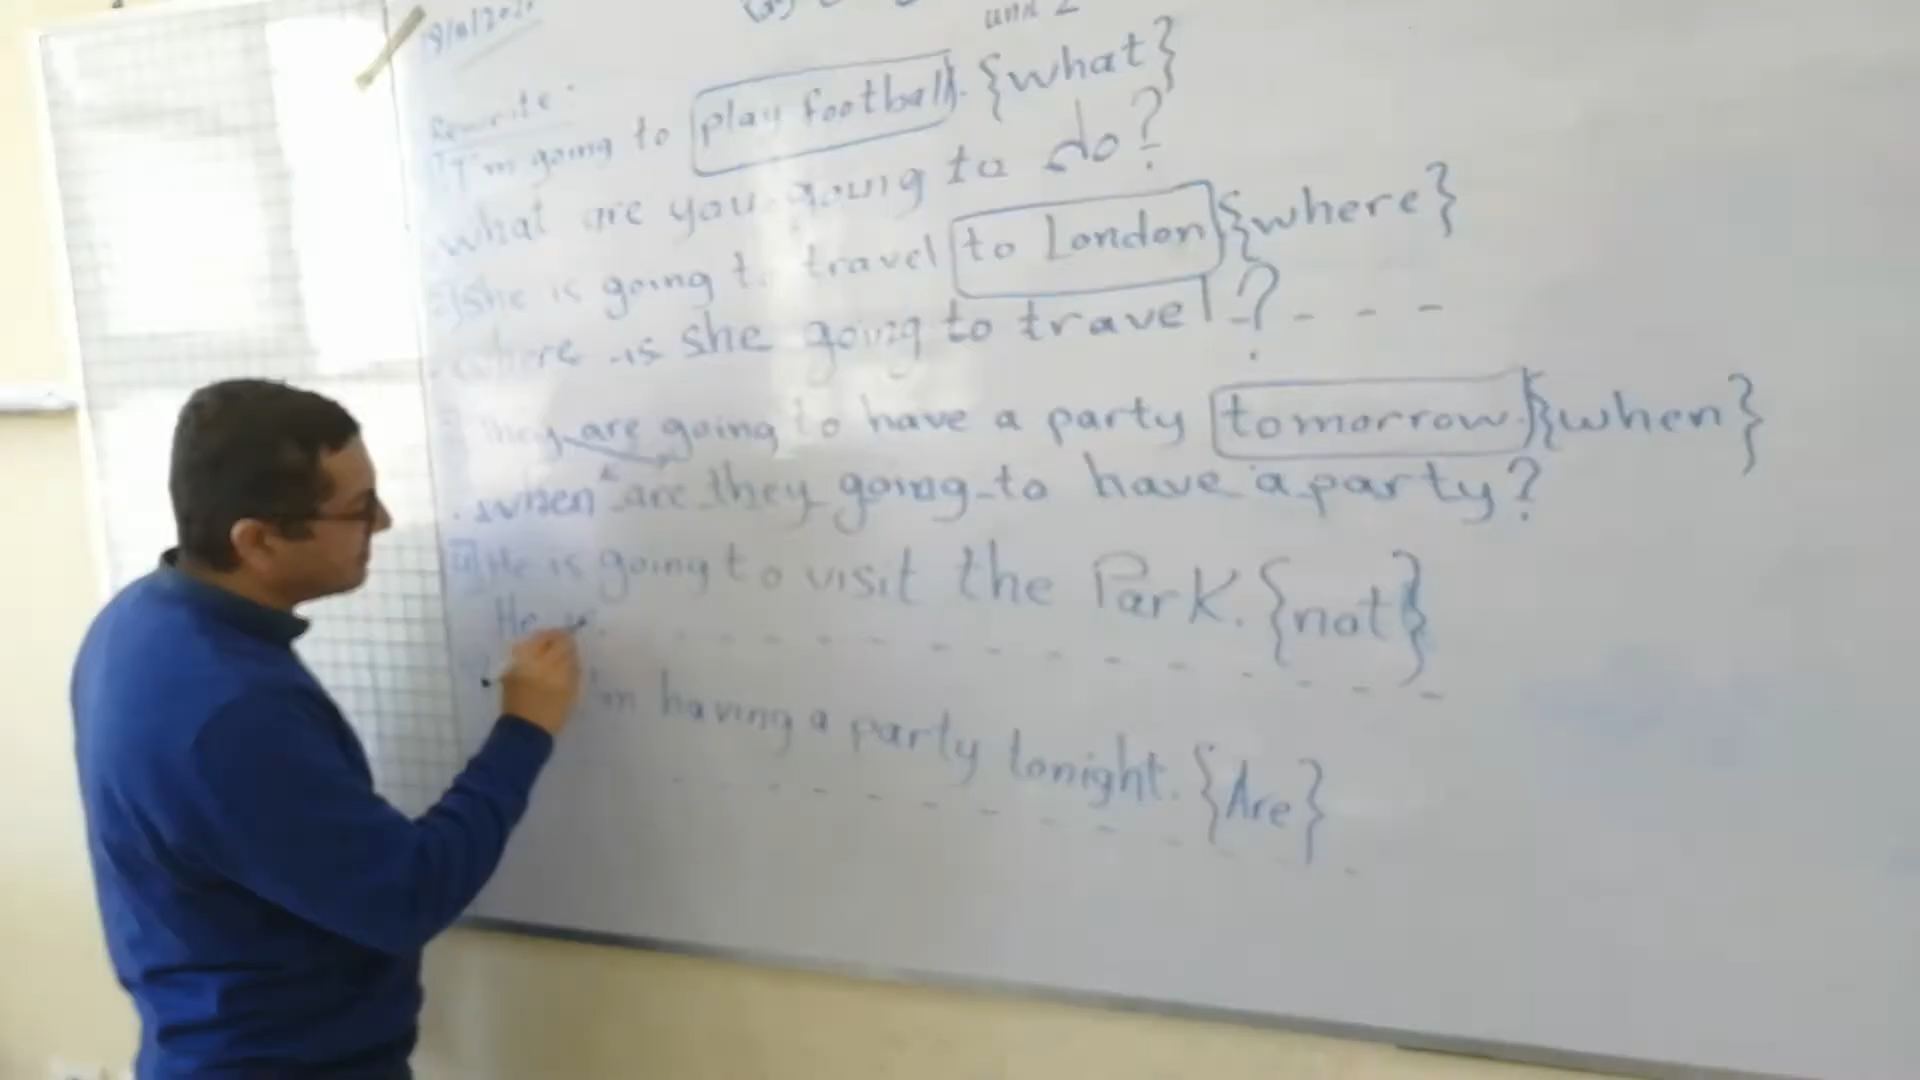 unit 2
Rewrite:
I'm going to play football. {what}
what are you going to do?
she is going to travel to London {where}
where is she going to travel?
They are going to have a party tomorrow. {when}
when are they going to have a party?
He is going to visit the Park. {not}
He is
I'm having a party tonight. {Are}